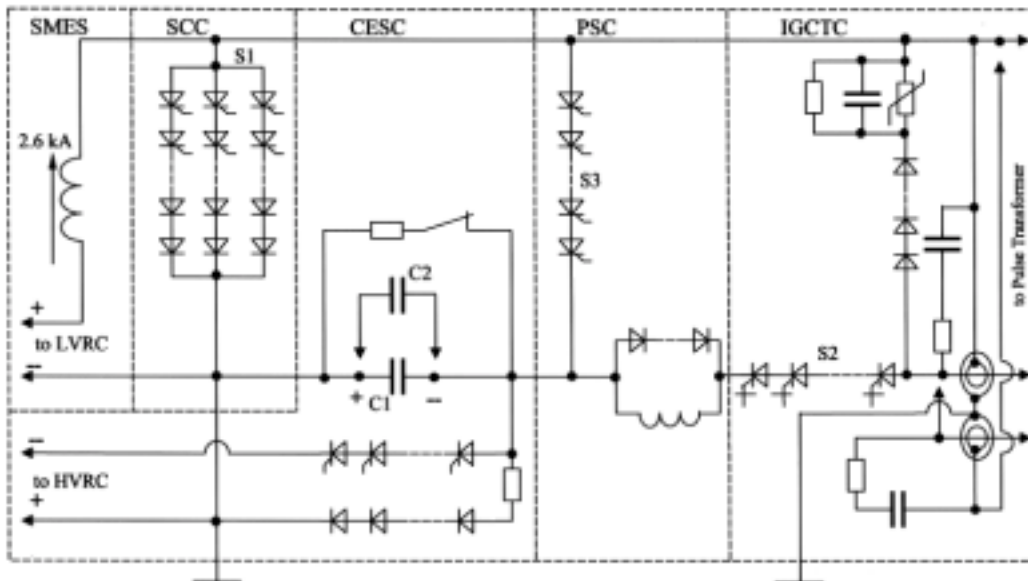 SMES SCC CESC PSC IGCTC
S1
2.6 kA
S3
C2
+
to LVRC
S2
−
+ C1 −
−
to HVRC
+
to Pulse Transfomer